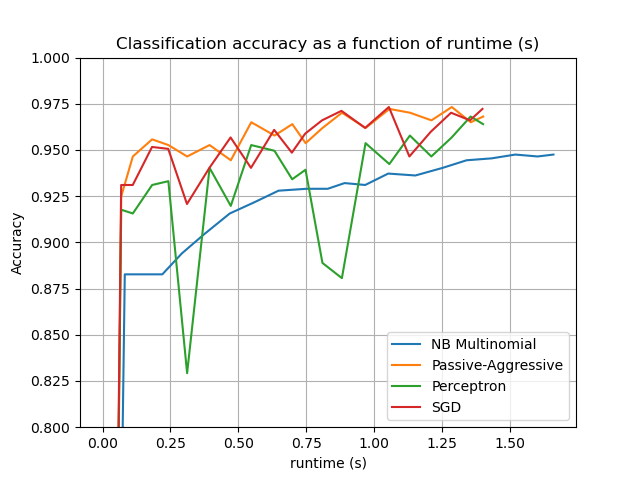 Classification accuracy as a function of runtime (s)
1.000
0.975
0.950
0.925
0.900
0.875
0.850
0.825
0.800
Accuracy
NB Multinomial
Passive-Aggressive
Perceptron
SGD
0.00 0.25 0.50 0.75 1.00 1.25 1.50
runtime (s)